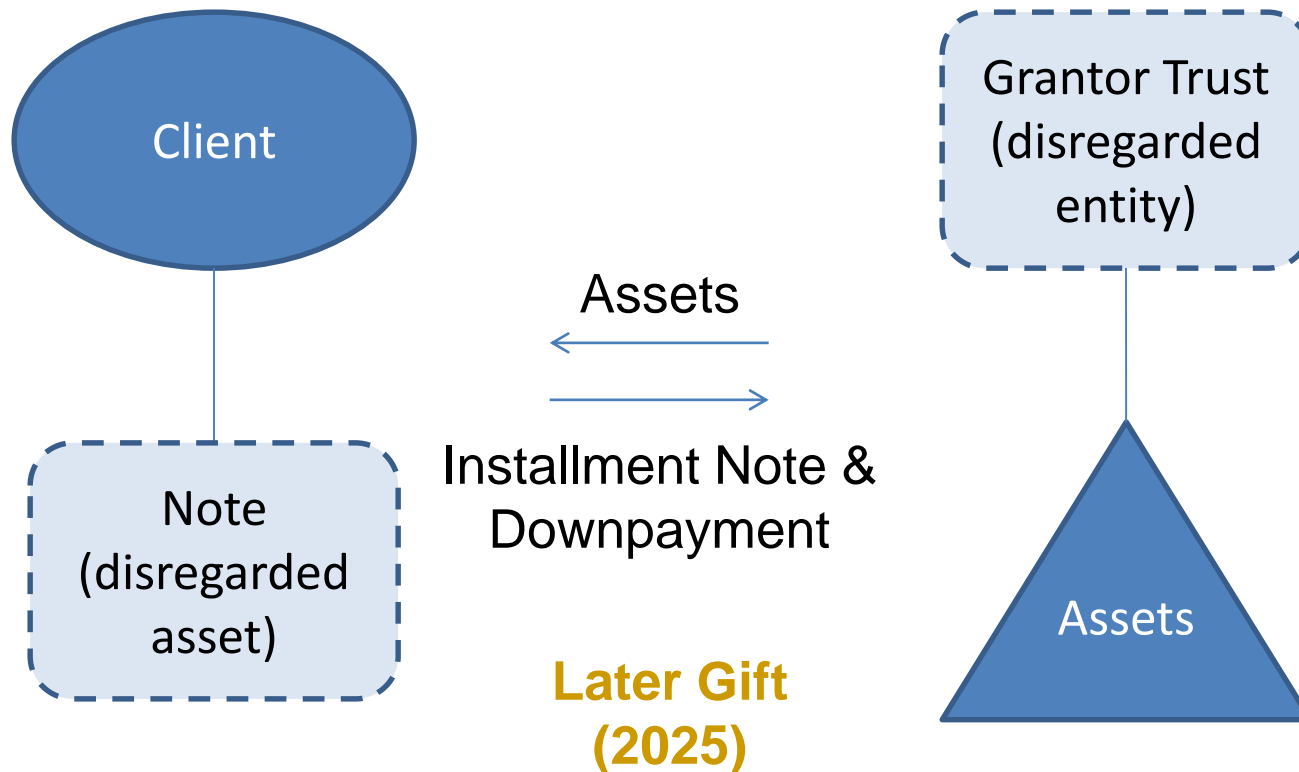 Client
Grantor Trust
(disregarded
entity)
Assets
Installment Note &
Downpayment
Note
(disregarded
asset)
Assets
Later Gift
(2025)